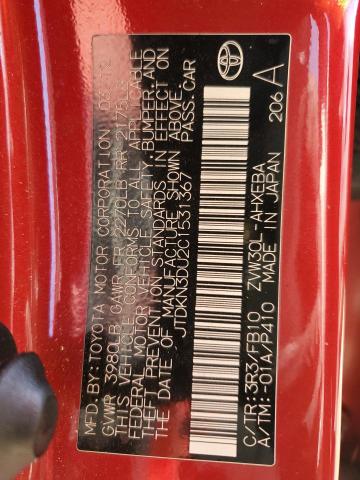 MFD. BY: TOYOTA MOTOR CORPORATION 03/12
GVWR 3980LB GAWR FR 2270LB RR 2175LB
THIS VEHICLE CONFORMS TO ALL APPLICABLE
FEDERAL MOTOR VEHICLE SAFETY, BUMPER, AND
THEFT PREVENTION STANDARDS IN EFFECT ON
THE DATE OF MANUFACTURE SHOWN ABOVE.
JTDKN3DU2C1531367 PASS. CAR
C/TR: 3R3/FB10 ZVW30L-AHXEBA
A/TM: -01A/P410 MADE IN JAPAN 206 A